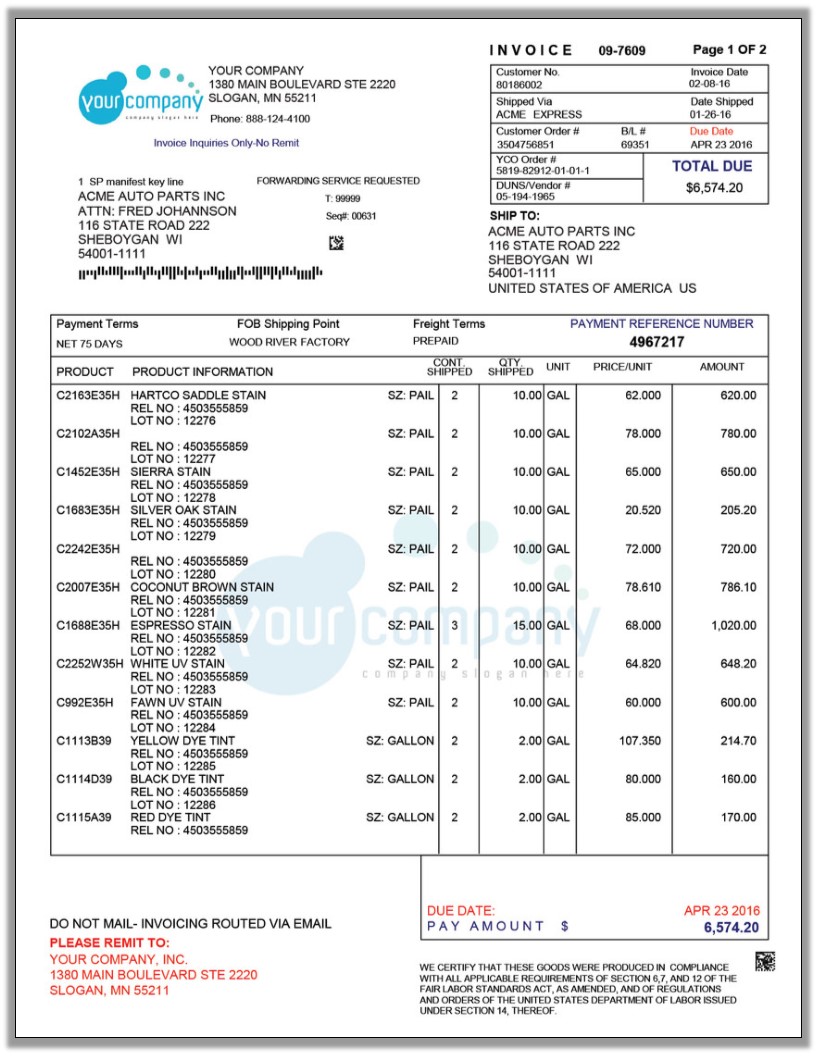 INVOICE 09-7609 Page 1 OF 2
yourcompany
company slogan here
YOUR COMPANY
1380 MAIN BOULEVARD STE 2220
SLOGAN, MN 55211
Phone: 888-124-4100
Invoice Inquiries Only-No Remit
Customer No. Invoice Date
80186002 02-08-16
Shipped Via Date Shipped
ACME EXPRESS 01-26-16
Customer Order # B/L # Due Date
3504756851 69351 APR 23 2016
YCO Order #
5819-82912-01-01-1
DUNS/Vendor #
05-194-1965
TOTAL DUE
$6,574.20
1 SP manifest key line FORWARDING SERVICE REQUESTED
ACME AUTO PARTS INC
ATTN: FRED JOHANNSON
116 STATE ROAD 222
SHEBOYGAN WI
54001-1111
T: 99999
Seq#: 00631
SHIP TO:
ACME AUTO PARTS INC
116 STATE ROAD 222
SHEBOYGAN WI
54001-1111
UNITED STATES OF AMERICA US
Payment Terms FOB Shipping Point Freight Terms PAYMENT REFERENCE NUMBER
NET 75 DAYS WOOD RIVER FACTORY PREPAID 4967217
PRODUCT PRODUCT INFORMATION CONT. SHIPPED QTY. SHIPPED UNIT PRICE/UNIT AMOUNT
C2163E35H HARTCO SADDLE STAIN SZ: PAIL 2 10.00 GAL 62.000 620.00
REL NO : 4503555859
LOT NO : 12276
C2102A35H SZ: PAIL 2 10.00 GAL 78.000 780.00
REL NO : 4503555859
LOT NO : 12277
C1452E35H SIERRA STAIN SZ: PAIL 2 10.00 GAL 65.000 650.00
REL NO : 4503555859
LOT NO : 12278
C1683E35H SILVER OAK STAIN SZ: PAIL 2 10.00 GAL 20.520 205.20
REL NO : 4503555859
LOT NO : 12279
C2242E35H SZ: PAIL 2 10.00 GAL 72.000 720.00
REL NO : 4503555859
LOT NO : 12280
C2007E35H COCONUT BROWN STAIN SZ: PAIL 2 10.00 GAL 78.610 786.10
REL NO : 4503555859
LOT NO : 12281
C1688E35H ESPRESSO STAIN SZ: PAIL 3 15.00 GAL 68.000 1,020.00
REL NO : 4503555859
LOT NO : 12282
C2252W35H WHITE UV STAIN SZ: PAIL 2 10.00 GAL 64.820 648.20
REL NO : 4503555859
LOT NO : 12283
C992E35H FAWN UV STAIN SZ: PAIL 2 10.00 GAL 60.000 600.00
REL NO : 4503555859
LOT NO : 12284
C1113B39 YELLOW DYE TINT SZ: GALLON 2 2.00 GAL 107.350 214.70
REL NO : 4503555859
LOT NO : 12285
C1114D39 BLACK DYE TINT SZ: GALLON 2 2.00 GAL 80.000 160.00
REL NO : 4503555859
LOT NO : 12286
C1115A39 RED DYE TINT SZ: GALLON 2 2.00 GAL 85.000 170.00
REL NO : 4503555859
yourcompany
company slogan here
DUE DATE: APR 23 2016
PAY AMOUNT $ 6,574.20
DO NOT MAIL- INVOICING ROUTED VIA EMAIL
PLEASE REMIT TO:
YOUR COMPANY, INC.
1380 MAIN BOULEVARD STE 2220
SLOGAN, MN 55211
WE CERTIFY THAT THESE GOODS WERE PRODUCED IN COMPLIANCE
WITH ALL APPLICABLE REQUIREMENTS OF SECTION 6,7, AND 12 OF THE
FAIR LABOR STANDARDS ACT, AS AMENDED, AND OF REGULATIONS
AND ORDERS OF THE UNITED STATES DEPARTMENT OF LABOR ISSUED
UNDER SECTION 14, THEREOF.